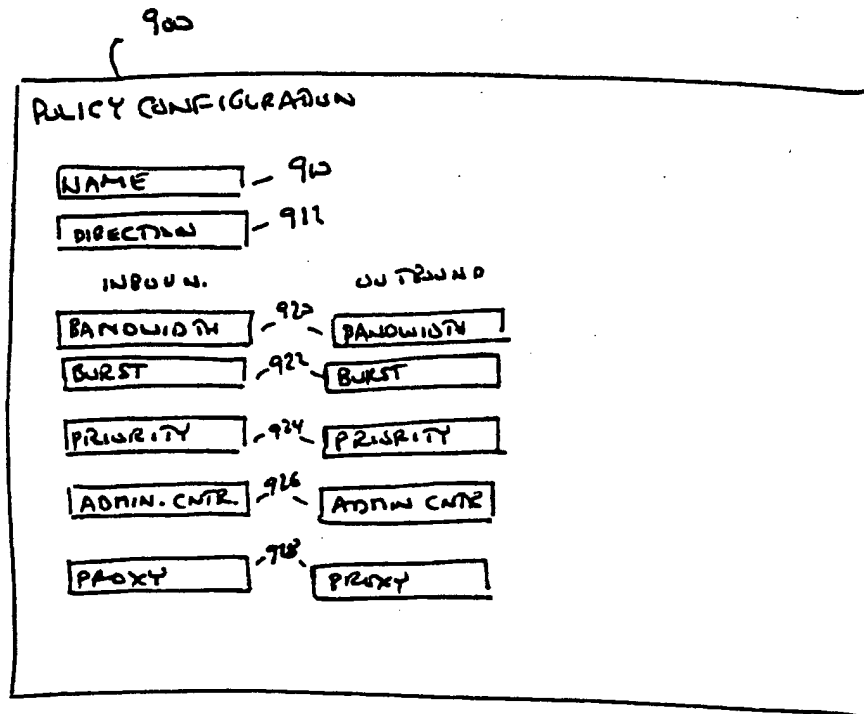 900
POLICY CONFIGURATION
NAME 910
DIRECTION 912
INBOUN. OUTBOUND
BANDWIDTH 920 BANDWIDTH
BURST 922 BURST
PRIORITY 924 PRIORITY
ADMIN. CNTR. 926 ADMIN CNTR
PROXY 928 PROXY